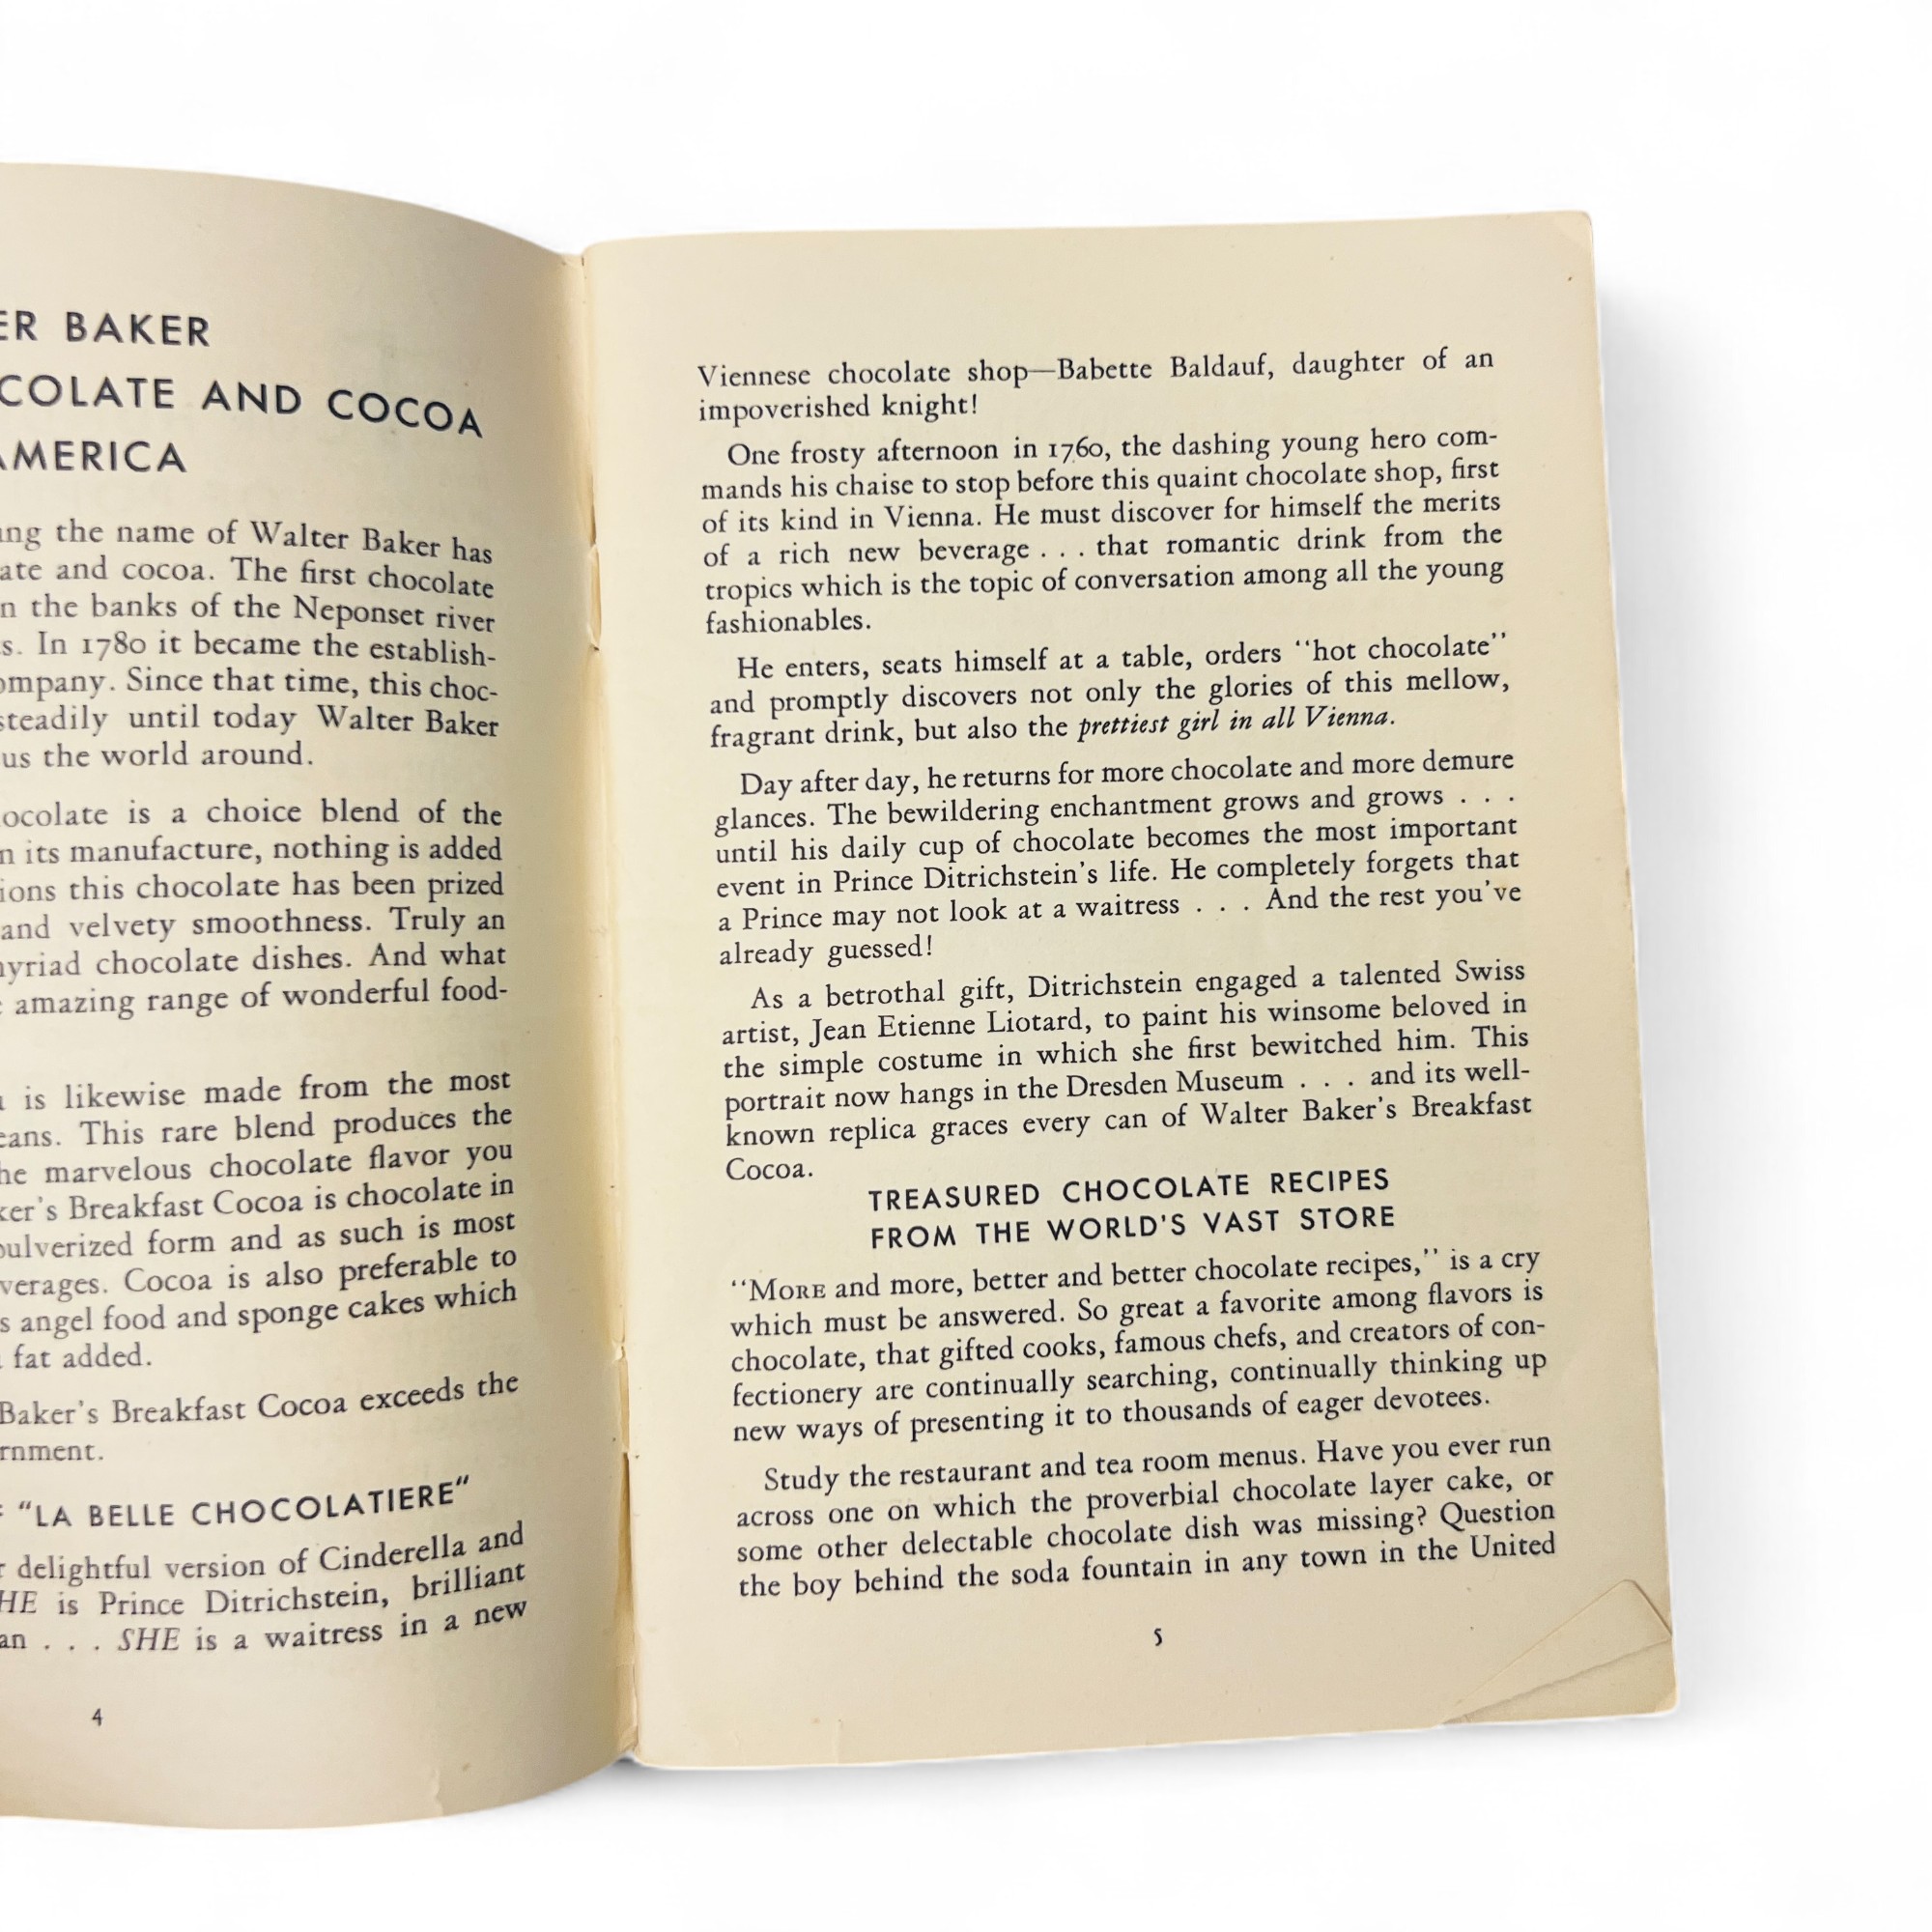 BAKER
AND COCOA
AMERICA
the name of Walter Baker has
and cocoa. The first chocolate
the banks of the Neponset river
In 1780 it became the establish-
Since that time, this choc-
steadily until today Walter Baker
the world around.
is a choice blend of the
its manufacture, nothing is added
this chocolate has been prized
and velvety smoothness. Truly an
chocolate dishes. And what
amazing range of wonderful food-
is likewise made from the most
This rare blend produces the
marvelous chocolate flavor you
Breakfast Cocoa is chocolate in
form and as such is most
Cocoa is also preferable to
angel food and sponge cakes which
fat added.
Baker's Breakfast Cocoa exceeds the
"LA BELLE CHOCOLATIERE"
delightful version of Cinderella and
is Prince Ditrichstein, brilliant
. . . SHE is a waitress in a new
4
Viennese chocolate shop—Babette Baldauf, daughter of an
impoverished knight!
One frosty afternoon in 1760, the dashing young hero com-
mands his chaise to stop before this quaint chocolate shop, first
of its kind in Vienna. He must discover for himself the merits
of a rich new beverage . . . that romantic drink from the
tropics which is the topic of conversation among all the young
fashionables.
He enters, seats himself at a table, orders "hot chocolate"
and promptly discovers not only the glories of this mellow,
fragrant drink, but also the prettiest girl in all Vienna.
Day after day, he returns for more chocolate and more demure
glances. The bewildering enchantment grows and grows . . .
until his daily cup of chocolate becomes the most important
event in Prince Ditrichstein's life. He completely forgets that
a Prince may not look at a waitress . . . And the rest you've
already guessed!
As a betrothal gift, Ditrichstein engaged a talented Swiss
artist, Jean Etienne Liotard, to paint his winsome beloved in
the simple costume in which she first bewitched him. This
portrait now hangs in the Dresden Museum . . . and its well-
known replica graces every can of Walter Baker's Breakfast
Cocoa.
TREASURED CHOCOLATE RECIPES
FROM THE WORLD'S VAST STORE
"MORE and more, better and better chocolate recipes," is a cry
which must be answered. So great a favorite among flavors is
chocolate, that gifted cooks, famous chefs, and creators of con-
fectionery are continually searching, continually thinking up
new ways of presenting it to thousands of eager devotees.
Study the restaurant and tea room menus. Have you ever run
across one on which the proverbial chocolate layer cake, or
some other delectable chocolate dish was missing? Question
the boy behind the soda fountain in any town in the United
5